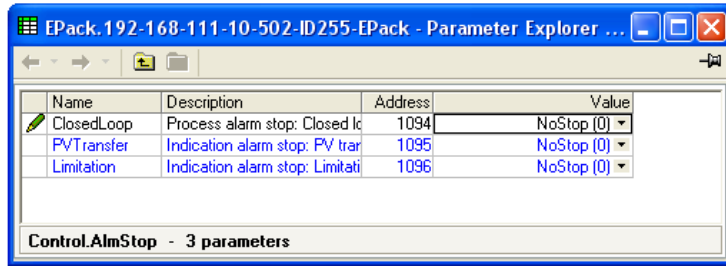 EPack.192-168-111-10-502-ID255-EPack - Parameter Explorer ...
Name Description Address Value
ClosedLoop Process alarm stop: Closed lo 1094 NoStop (0)
PVTransfer Indication alarm stop: PV tran 1095 NoStop (0)
Limitation Indication alarm stop: Limitati 1096 NoStop (0)
Control.AlmStop - 3 parameters